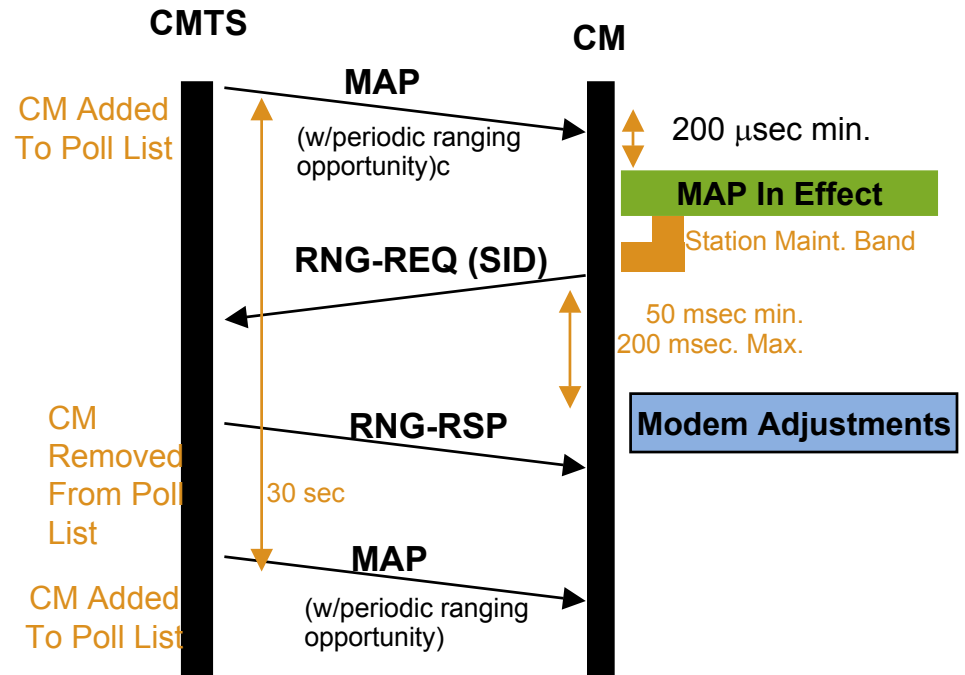 CMTS
CM
MAP
CM Added
To Poll List
(w/periodic ranging
opportunity)c
200 μsec min.
MAP In Effect
Station Maint. Band
RNG-REQ (SID)
50 msec min.
200 msec. Max.
Modem Adjustments
CM
Removed
From Poll
List
RNG-RSP
30 sec
MAP
CM Added
To Poll List
(w/periodic ranging
opportunity)